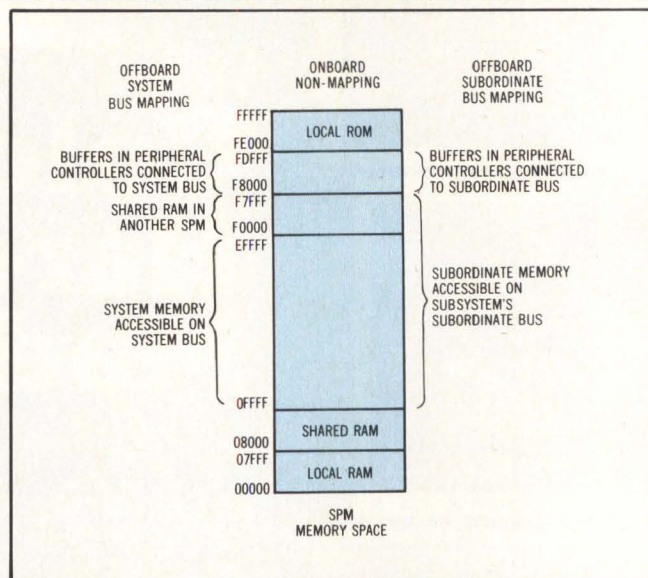 OFFBOARD
SYSTEM
BUS MAPPING
ONBOARD
NON-MAPPING
OFFBOARD
SUBORDINATE
BUS MAPPING
FFFFF
LOCAL ROM
FE000
BUFFERS IN PERIPHERAL
CONTROLLERS CONNECTED
TO SYSTEM BUS
FDFFF
F8000
BUFFERS IN PERIPHERAL
CONTROLLERS CONNECTED
TO SUBORDINATE BUS
SHARED RAM IN
ANOTHER SPM
F7FFF
F0000
EFFFF
SYSTEM MEMORY
ACCESSIBLE ON
SYSTEM BUS
SUBORDINATE MEMORY
ACCESSIBLE ON
SUBSYSTEM'S
SUBORDINATE BUS
0FFFF
SHARED RAM
08000
07FFF
LOCAL RAM
00000
SPM
MEMORY SPACE